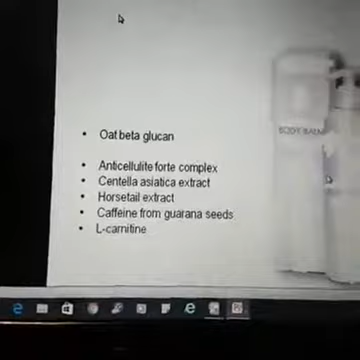 • Oat beta glucan
• Anticellulite forte complex
• Centella asiatica extract
• Horsetail extract
• Caffeine from guarana seeds
• L-carnitine
BODY BALM